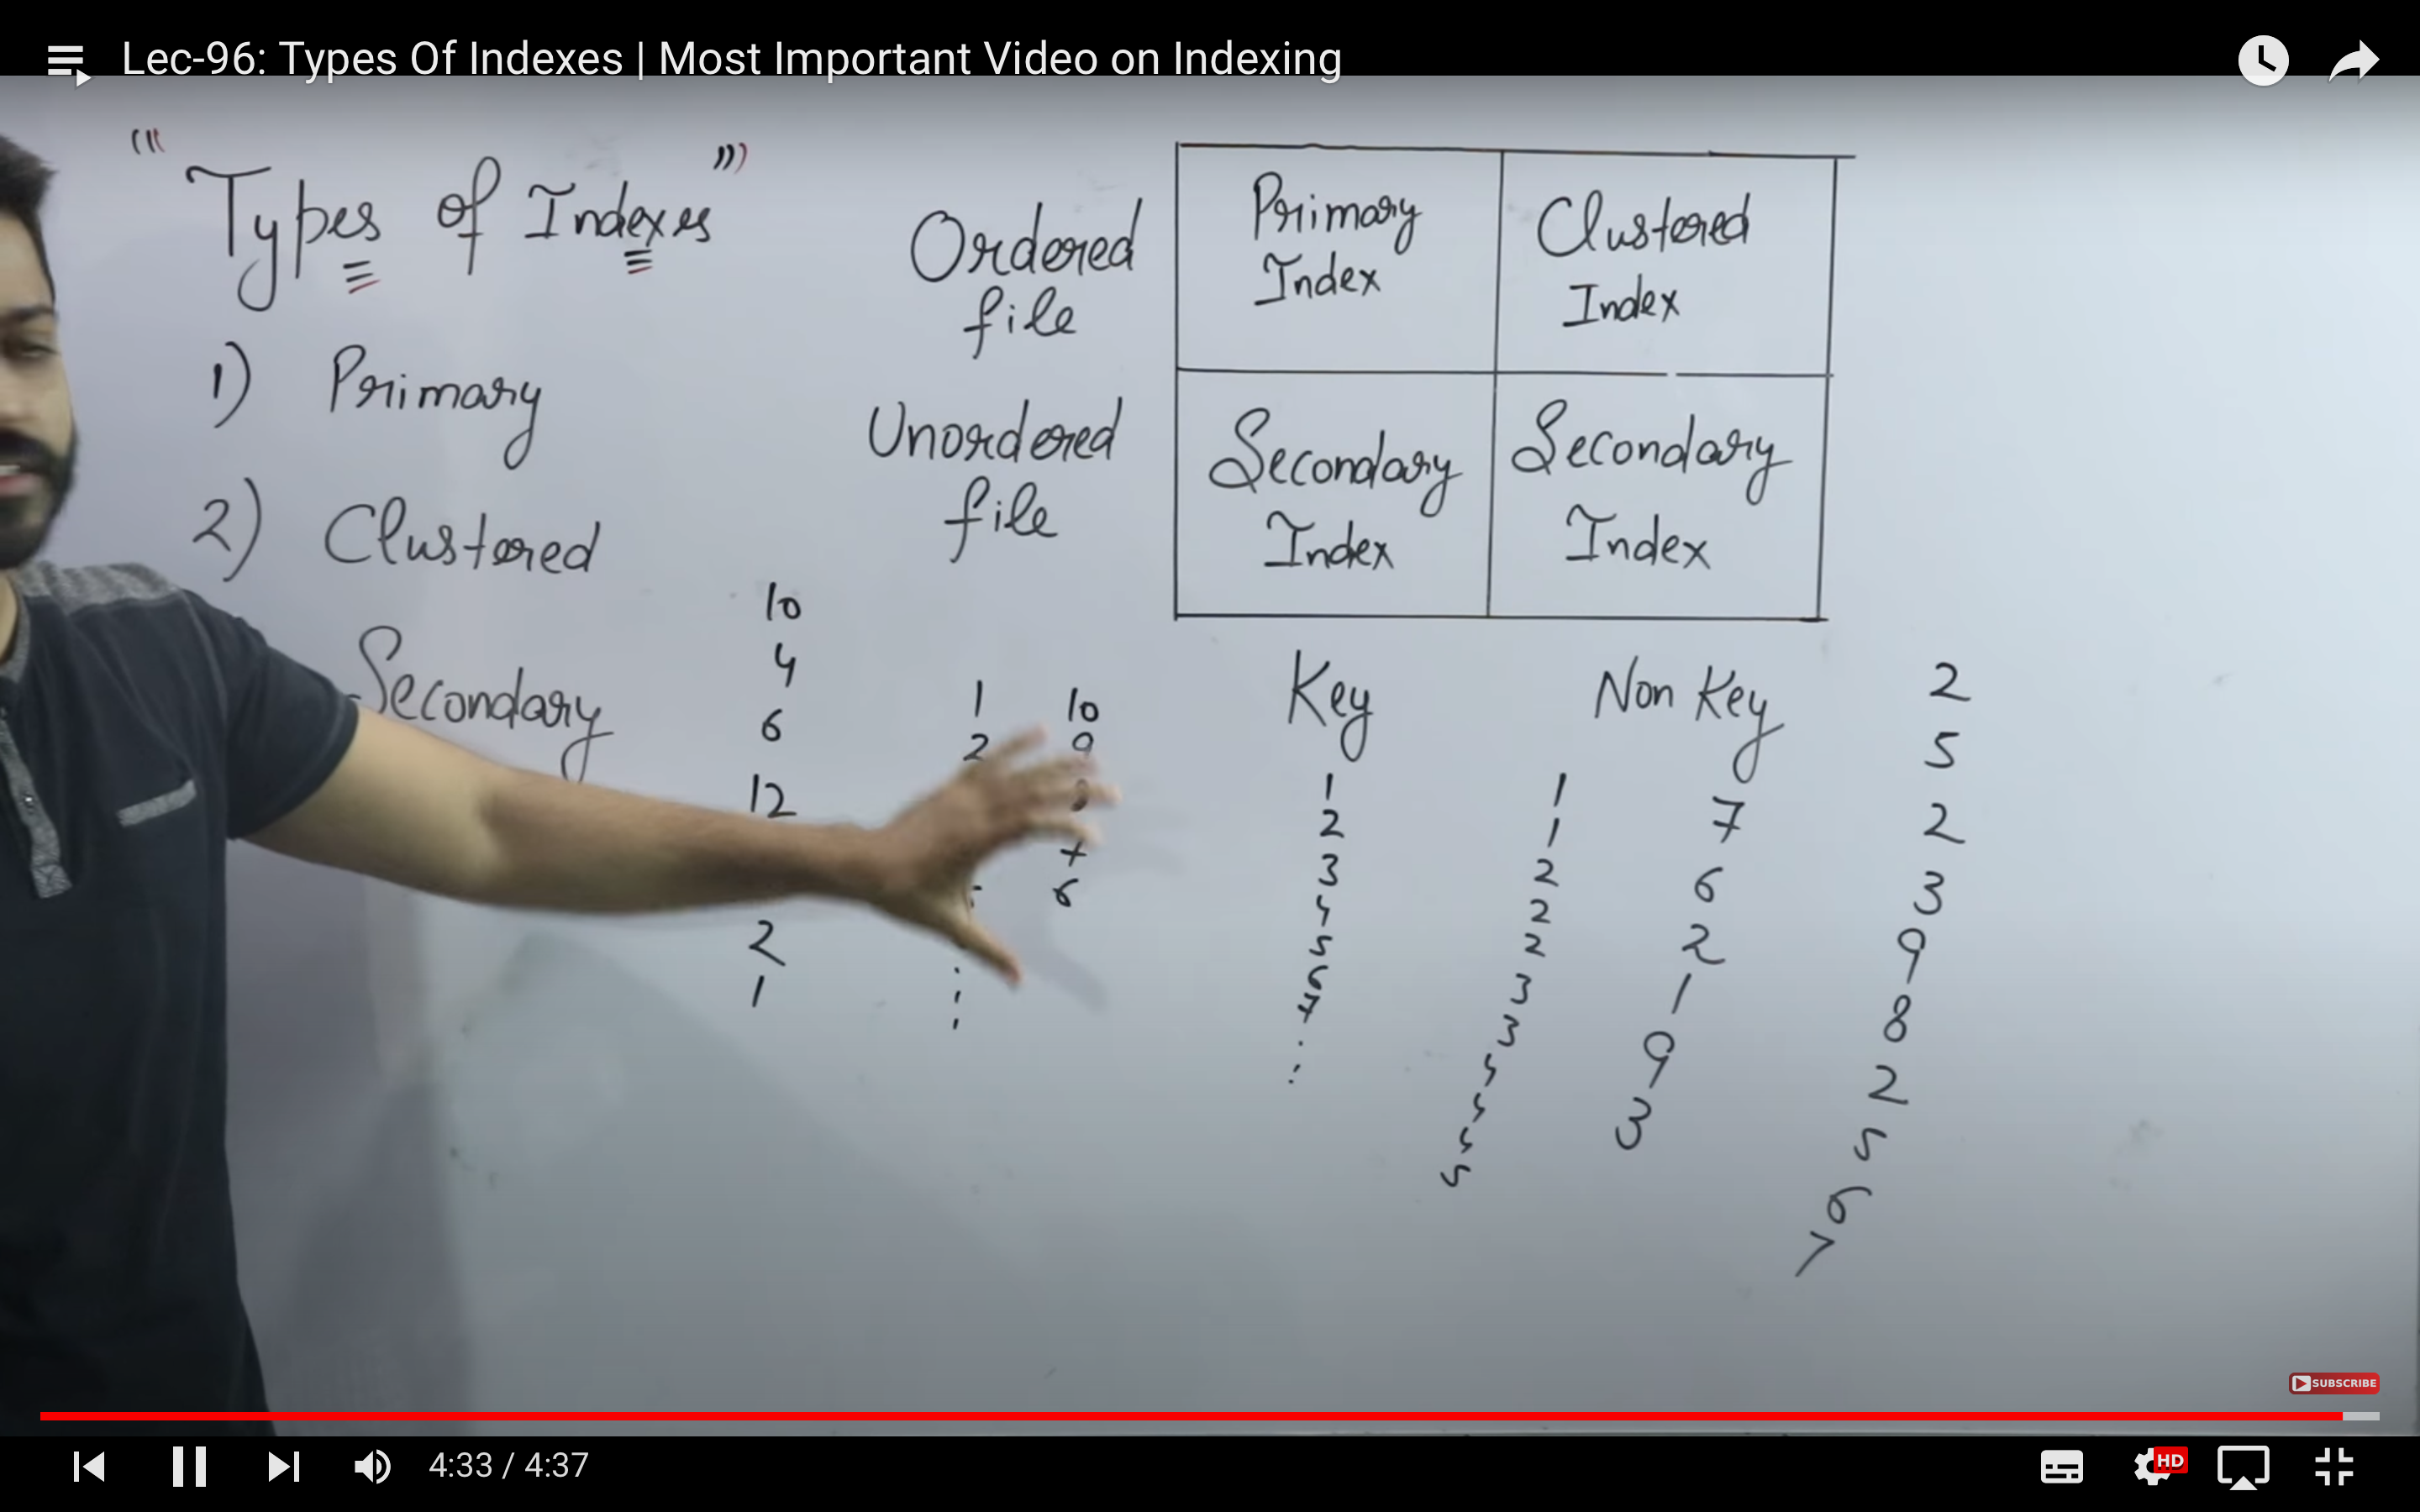 Lec-96: Types Of Indexes | Most Important Video on Indexing
"Types of Indexes"
1) Primary
2) Clustered
Secondary
Ordered
file
Unordered
file
Primary
Index
Clustered
Index
Secondary
Index
Secondary
Index
Key
Non Key
10
4
6
12
2
1
1
2
10
9
7
6
1
2
3
4
5
6
7
1
1
2
2
2
3
3
4
4
4
5
7
6
2
1
9
3
2
5
2
3
9
8
2
5
6
7
SUBSCRIBE
4:33 / 4:37
HD